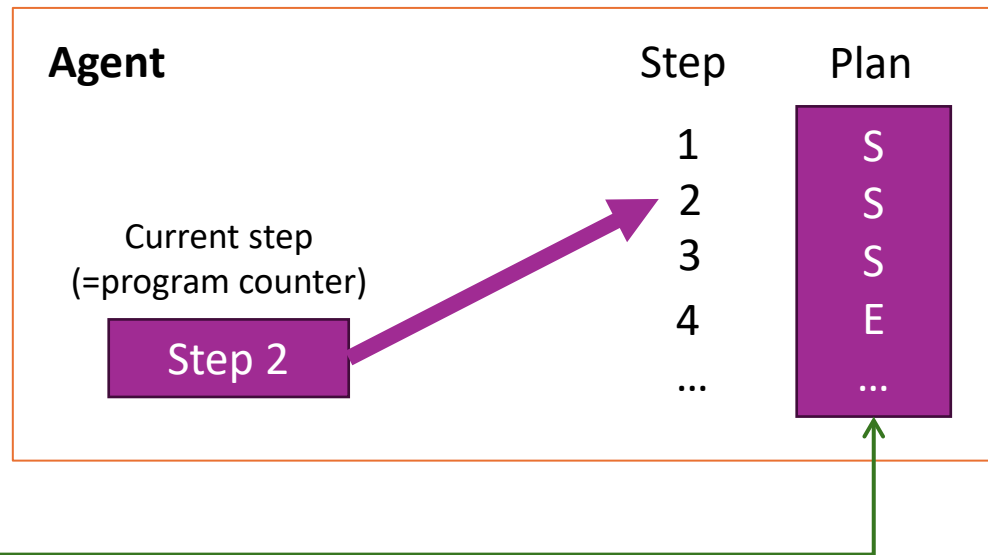 Agent
Step Plan
1 S
2 S
3 S
4 E
... ...
Current step
(=program counter)
Step 2